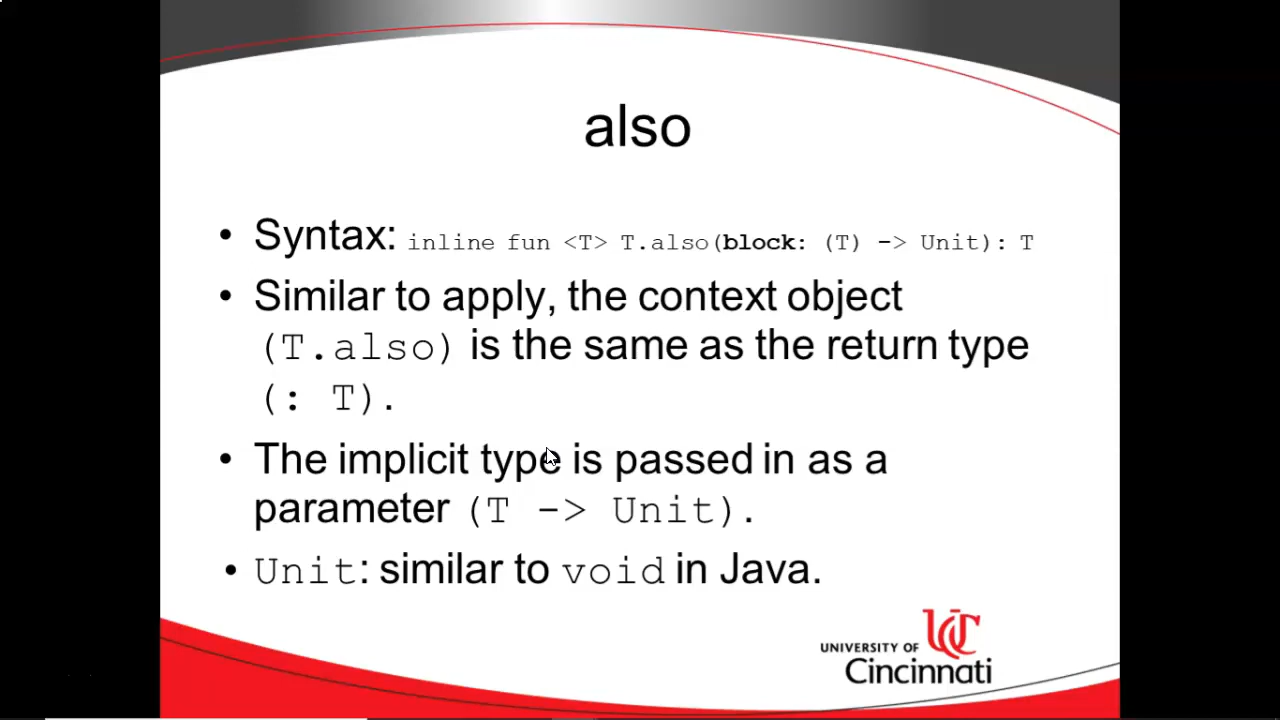 also
• Syntax: inline fun <T> T.also(block: (T) -> Unit): T
• Similar to apply, the context object
(T.also) is the same as the return type
(: T).
• The implicit type is passed in as a
parameter (T -> Unit).
• Unit: similar to void in Java.
UC
UNIVERSITY OF
Cincinnati